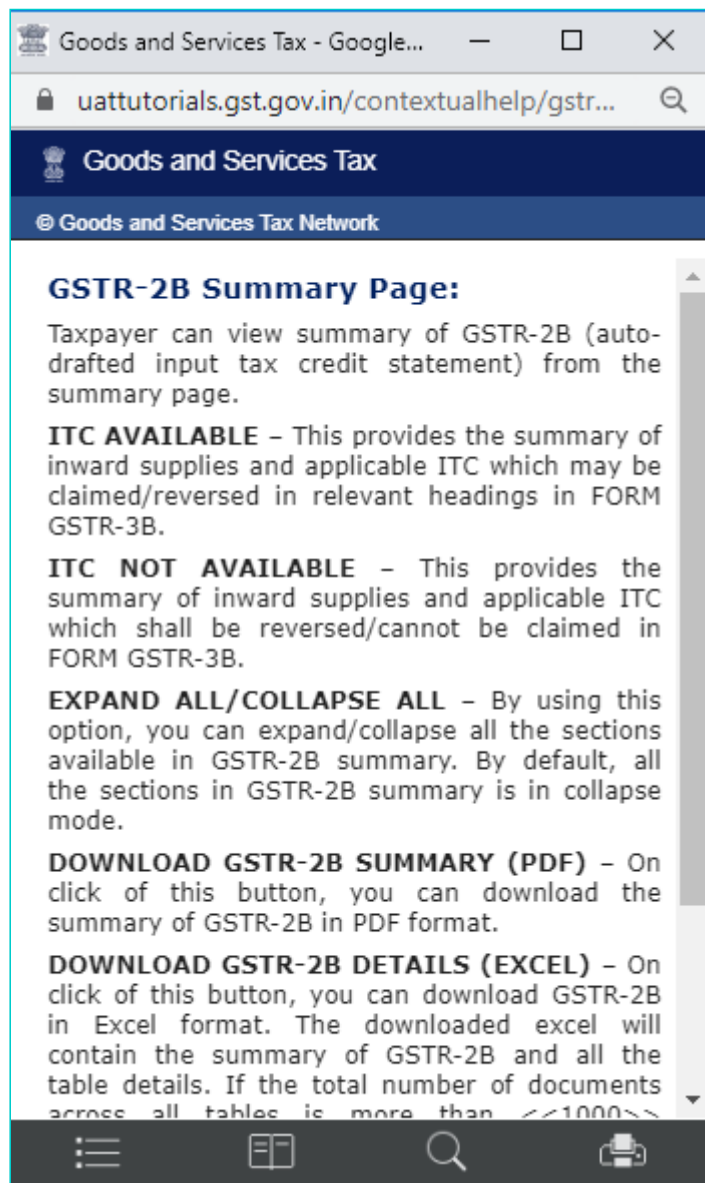 Goods and Services Tax - Google...
uattutorials.gst.gov.in/contextualhelp/gstr...
Goods and Services Tax
© Goods and Services Tax Network
GSTR-2B Summary Page:
Taxpayer can view summary of GSTR-2B (auto-
drafted input tax credit statement) from the
summary page.
ITC AVAILABLE – This provides the summary of
inward supplies and applicable ITC which may be
claimed/reversed in relevant headings in FORM
GSTR-3B.
ITC NOT AVAILABLE – This provides the
summary of inward supplies and applicable ITC
which shall be reversed/cannot be claimed in
FORM GSTR-3B.
EXPAND ALL/COLLAPSE ALL – By using this
option, you can expand/collapse all the sections
available in GSTR-2B summary. By default, all
the sections in GSTR-2B summary is in collapse
mode.
DOWNLOAD GSTR-2B SUMMARY (PDF) – On
click of this button, you can download the
summary of GSTR-2B in PDF format.
DOWNLOAD GSTR-2B DETAILS (EXCEL) – On
click of this button, you can download GSTR-2B
in Excel format. The downloaded excel will
contain the summary of GSTR-2B and all the
table details. If the total number of documents
across all tables is more than <<1000>>